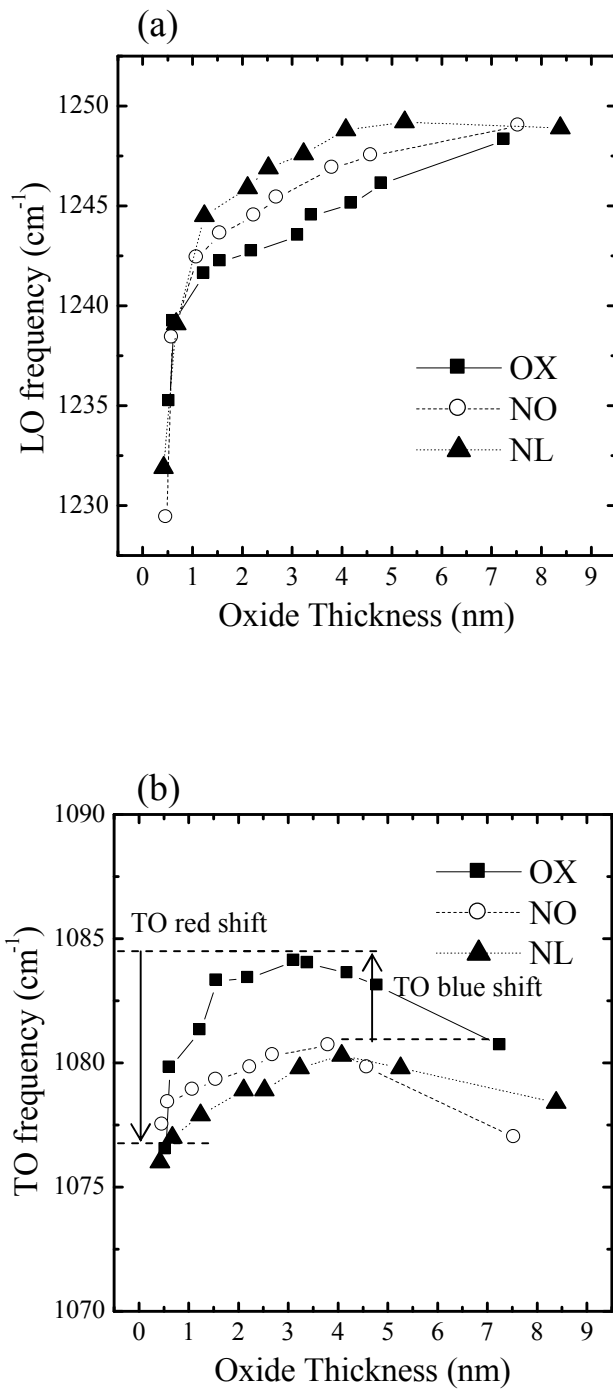 (a)
1250
1245
1240
1235
1230
LO frequency (cm-1)
OX
NO
NL
0 1 2 3 4 5 6 7 8 9
Oxide Thickness (nm)
(b)
1090
1085
1080
1075
1070
TO frequency (cm-1)
OX
NO
NL
TO red shift
TO blue shift
0 1 2 3 4 5 6 7 8 9
Oxide Thickness (nm)